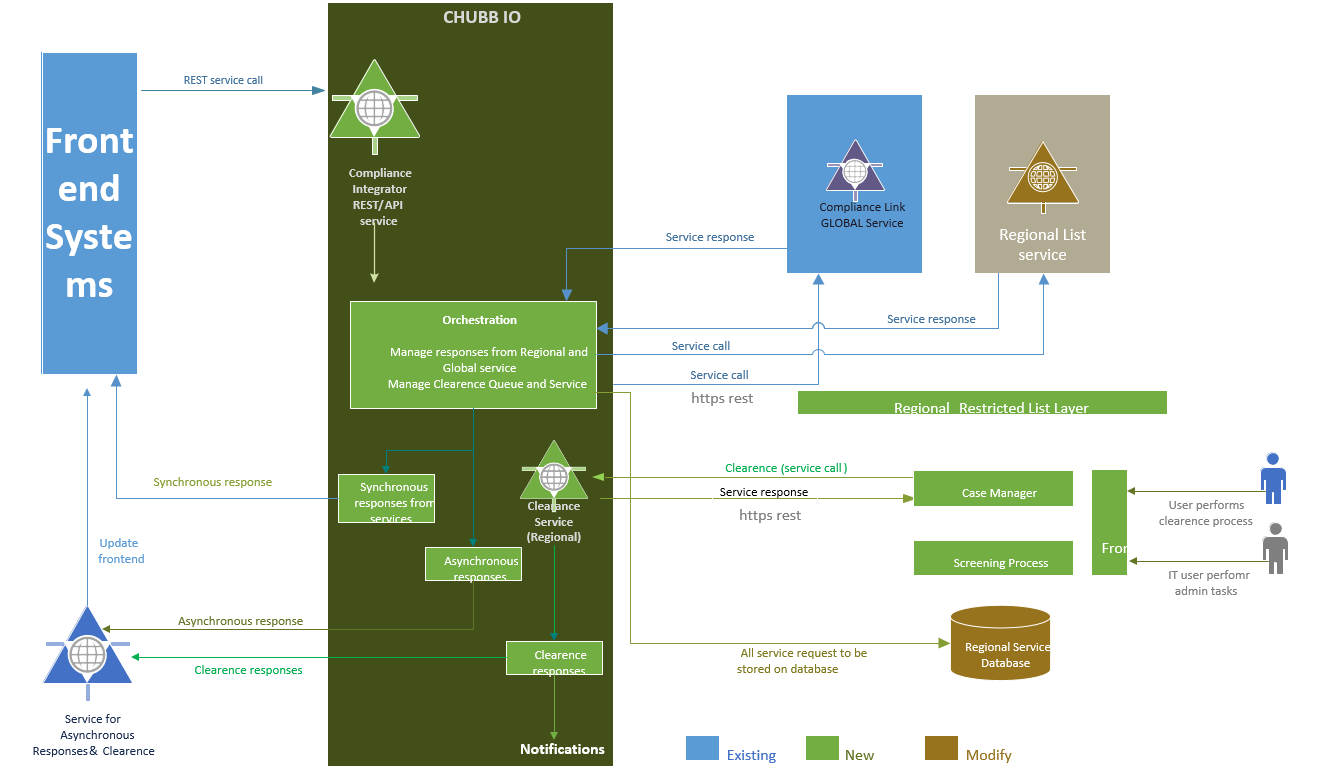 CHUBB IO
REST service call
Front
end
Syste
ms
Compliance
Integrator
REST/API
service
Compliance Link
GLOBAL Service
Regional List
service
Service response
Orchestration
Manage responses from Regional and
Global service
Manage Clearence Queue and Service
Service response
Service call
Service call
https rest
Regional Restricted List Layer
Clearence (service call)
Service response
https rest
Case Manager
Screening Process
Fron
User performs
clearence process
IT user perfomr
admin tasks
Synchronous response
Synchronous
responses from
services
Clearance
Service
(Regional)
Asynchronous
responses
Update
frontend
Asynchronous response
Clearence responses
Clearence
responses
All service request to be
stored on database
Regional Service
Database
Service for
Asynchronous
Responses & Clearence
Notifications
Existing
New
Modify